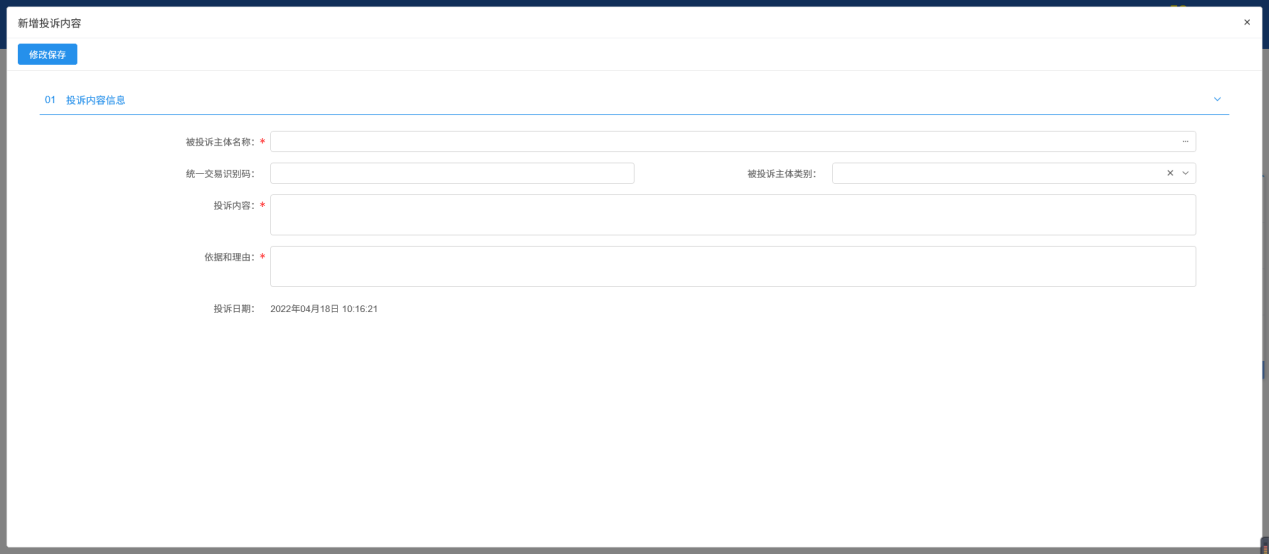 新增投诉内容
×
修改保存
01 投诉内容信息
被投诉主体名称：* ...
统一交易识别码： 被投诉主体类别：
投诉内容：*
依据和理由：*
投诉日期： 2022年04月18日 10:16:21